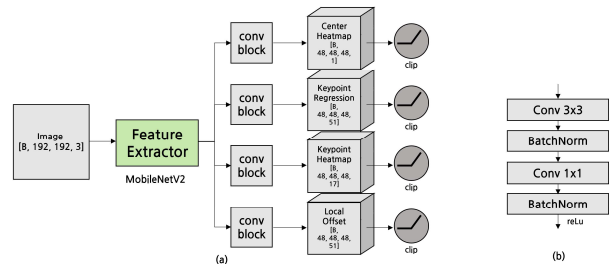 Image
[B, 192, 192, 3]
Feature
Extractor
MobileNetV2
conv
block
Center
Heatmap
[B,
48, 48, 48,
1]
clip
conv
block
Keypoint
Regression
[B,
48, 48, 48,
51]
clip
conv
block
Keypoint
Heatmap
[B,
48, 48, 48,
17]
clip
conv
block
Local
Offset
[B,
48, 48, 48,
51]
clip
(a)
Conv 3x3
BatchNorm
Conv 1x1
BatchNorm
reLu
(b)